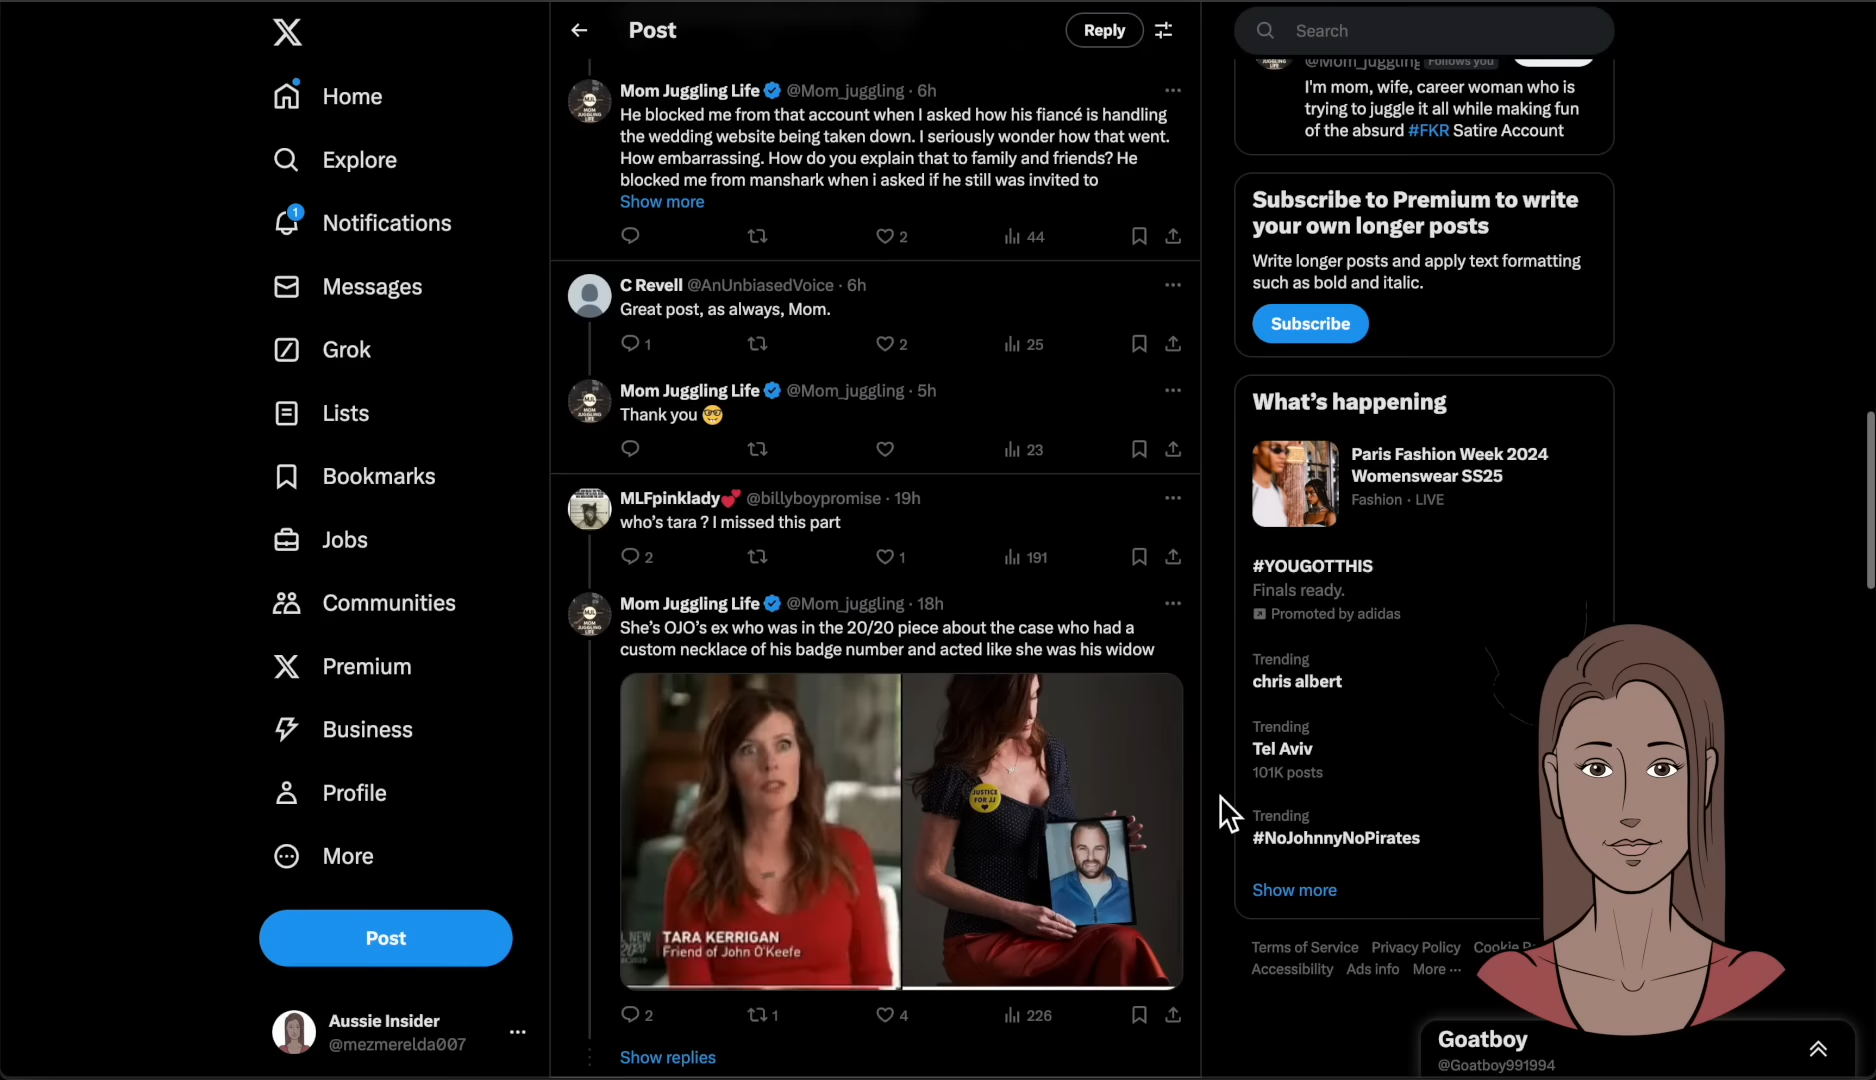 Home
Explore
1
Notifications
Messages
Grok
Lists
Bookmarks
Jobs
Communities
Premium
Business
Profile
More
Post
Aussie Insider
@mezmerelda007
Post
Reply
Mom Juggling Life @Mom_juggling · 6h
He blocked me from that account when I asked how his fiancé is handling
the wedding website being taken down. I seriously wonder how that went.
How embarrassing. How do you explain that to family and friends? He
blocked me from manshark when i asked if he still was invited to
Show more
2
44
C Revell @AnUnbiasedVoice · 6h
Great post, as always, Mom.
1
2
25
Mom Juggling Life @Mom_juggling · 5h
Thank you 🤓
23
MLFpinklady💕 @billyboypromise · 19h
who's tara ? I missed this part
2
1
191
Mom Juggling Life @Mom_juggling · 18h
She's OJO's ex who was in the 20/20 piece about the case who had a
custom necklace of his badge number and acted like she was his widow
TARA KERRIGAN
Friend of John O'Keefe
JUSTICE
FOR JJ
2
1
4
226
Show replies
Search
@Mom_juggling Follows you
I'm mom, wife, career woman who is
trying to juggle it all while making fun
of the absurd #FKR Satire Account
Subscribe to Premium to write
your own longer posts
Write longer posts and apply text formatting
such as bold and italic.
Subscribe
What's happening
Paris Fashion Week 2024
Womenswear SS25
Fashion · LIVE
#YOUGOTTHIS
Finals ready.
Promoted by adidas
Trending
chris albert
Trending
Tel Aviv
101K posts
Trending
#NoJohnnyNoPirates
Show more
Terms of Service Privacy Policy Cookie
Accessibility Ads info More ...
Goatboy
@Goatboy991994